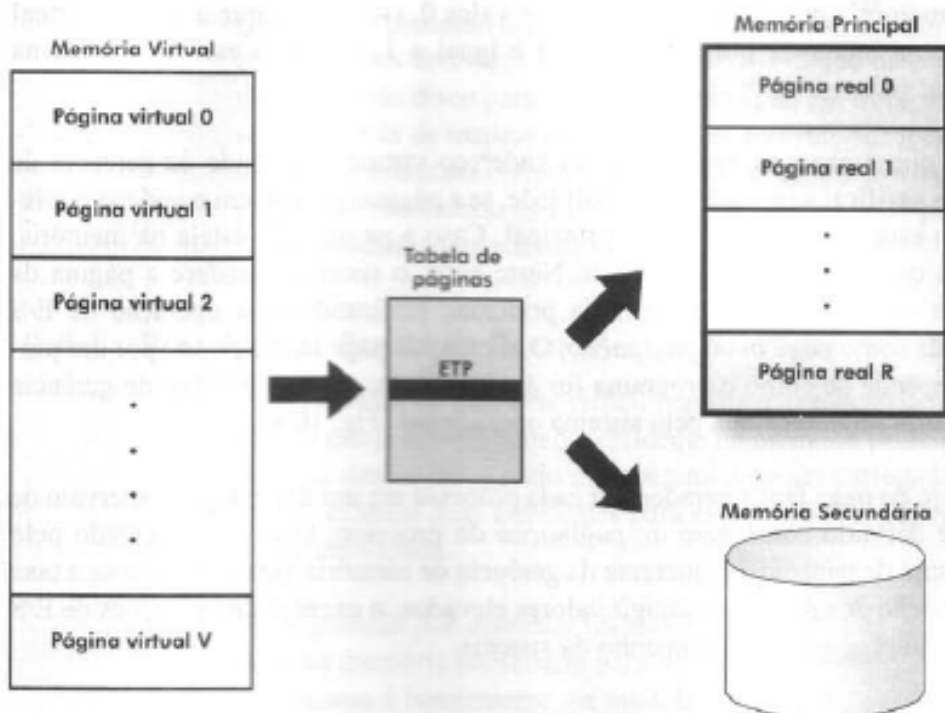 Memória Virtual
Página virtual 0
Página virtual 1
Página virtual 2
Página virtual V
Tabela de
páginas
ETP
Memória Principal
Página real 0
Página real 1
Página real R
Memória Secundária